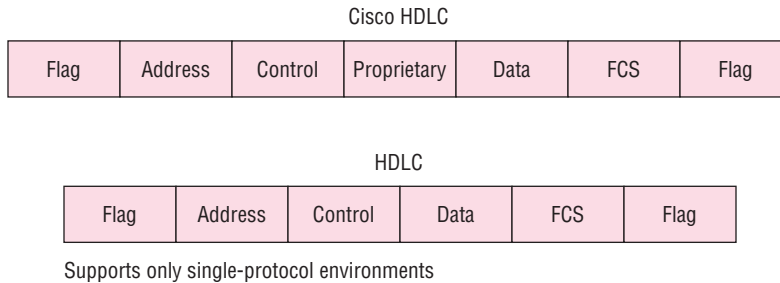 Cisco HDLC
Flag Address Control Proprietary Data FCS Flag
HDLC
Flag Address Control Data FCS Flag
Supports only single-protocol environments